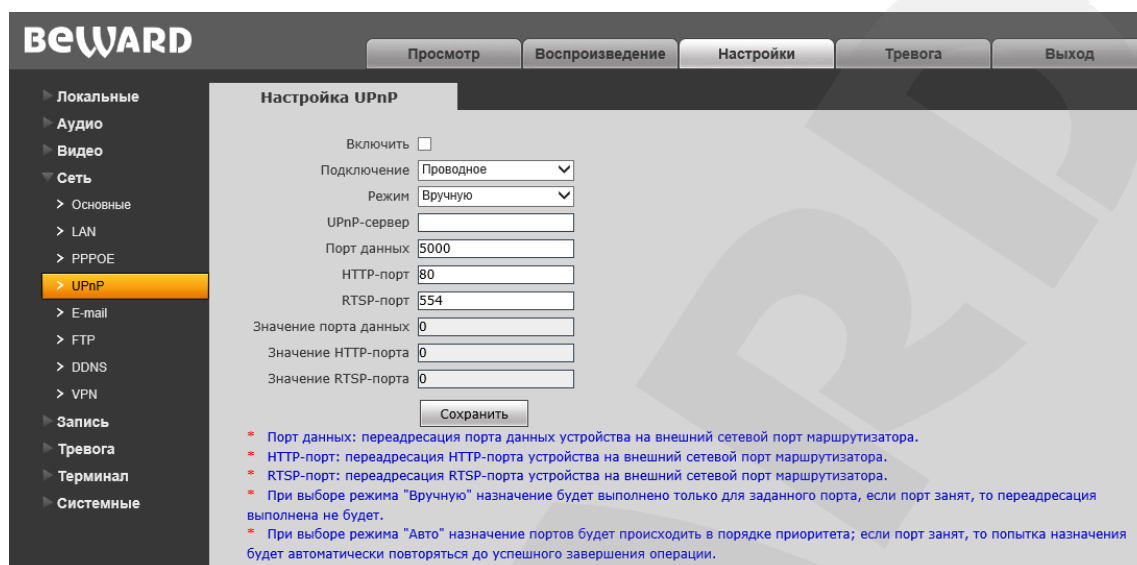 BEWARD
Просмотр
Воспроизведение
Настройки
Тревога
Выход
Локальные
Аудио
Видео
Сеть
Основные
LAN
PPPOE
UPnP
E-mail
FTP
DDNS
VPN
Запись
Тревога
Терминал
Системные
Настройка UPnP
Включить
Подключение Проводное
Режим Вручную
UPnP-сервер
Порт данных 5000
HTTP-порт 80
RTSP-порт 554
Значение порта данных 0
Значение HTTP-порта 0
Значение RTSP-порта 0
Сохранить
* Порт данных: переадресация порта данных устройства на внешний сетевой порт маршрутизатора.
* HTTP-порт: переадресация HTTP-порта устройства на внешний сетевой порт маршрутизатора.
* RTSP-порт: переадресация RTSP-порта устройства на внешний сетевой порт маршрутизатора.
* При выборе режима "Вручную" назначение будет выполнено только для заданного порта, если порт занят, то переадресация
выполнена не будет.
* При выборе режима "Авто" назначение портов будет происходить в порядке приоритета; если порт занят, то попытка назначения
будет автоматически повторяться до успешного завершения операции.